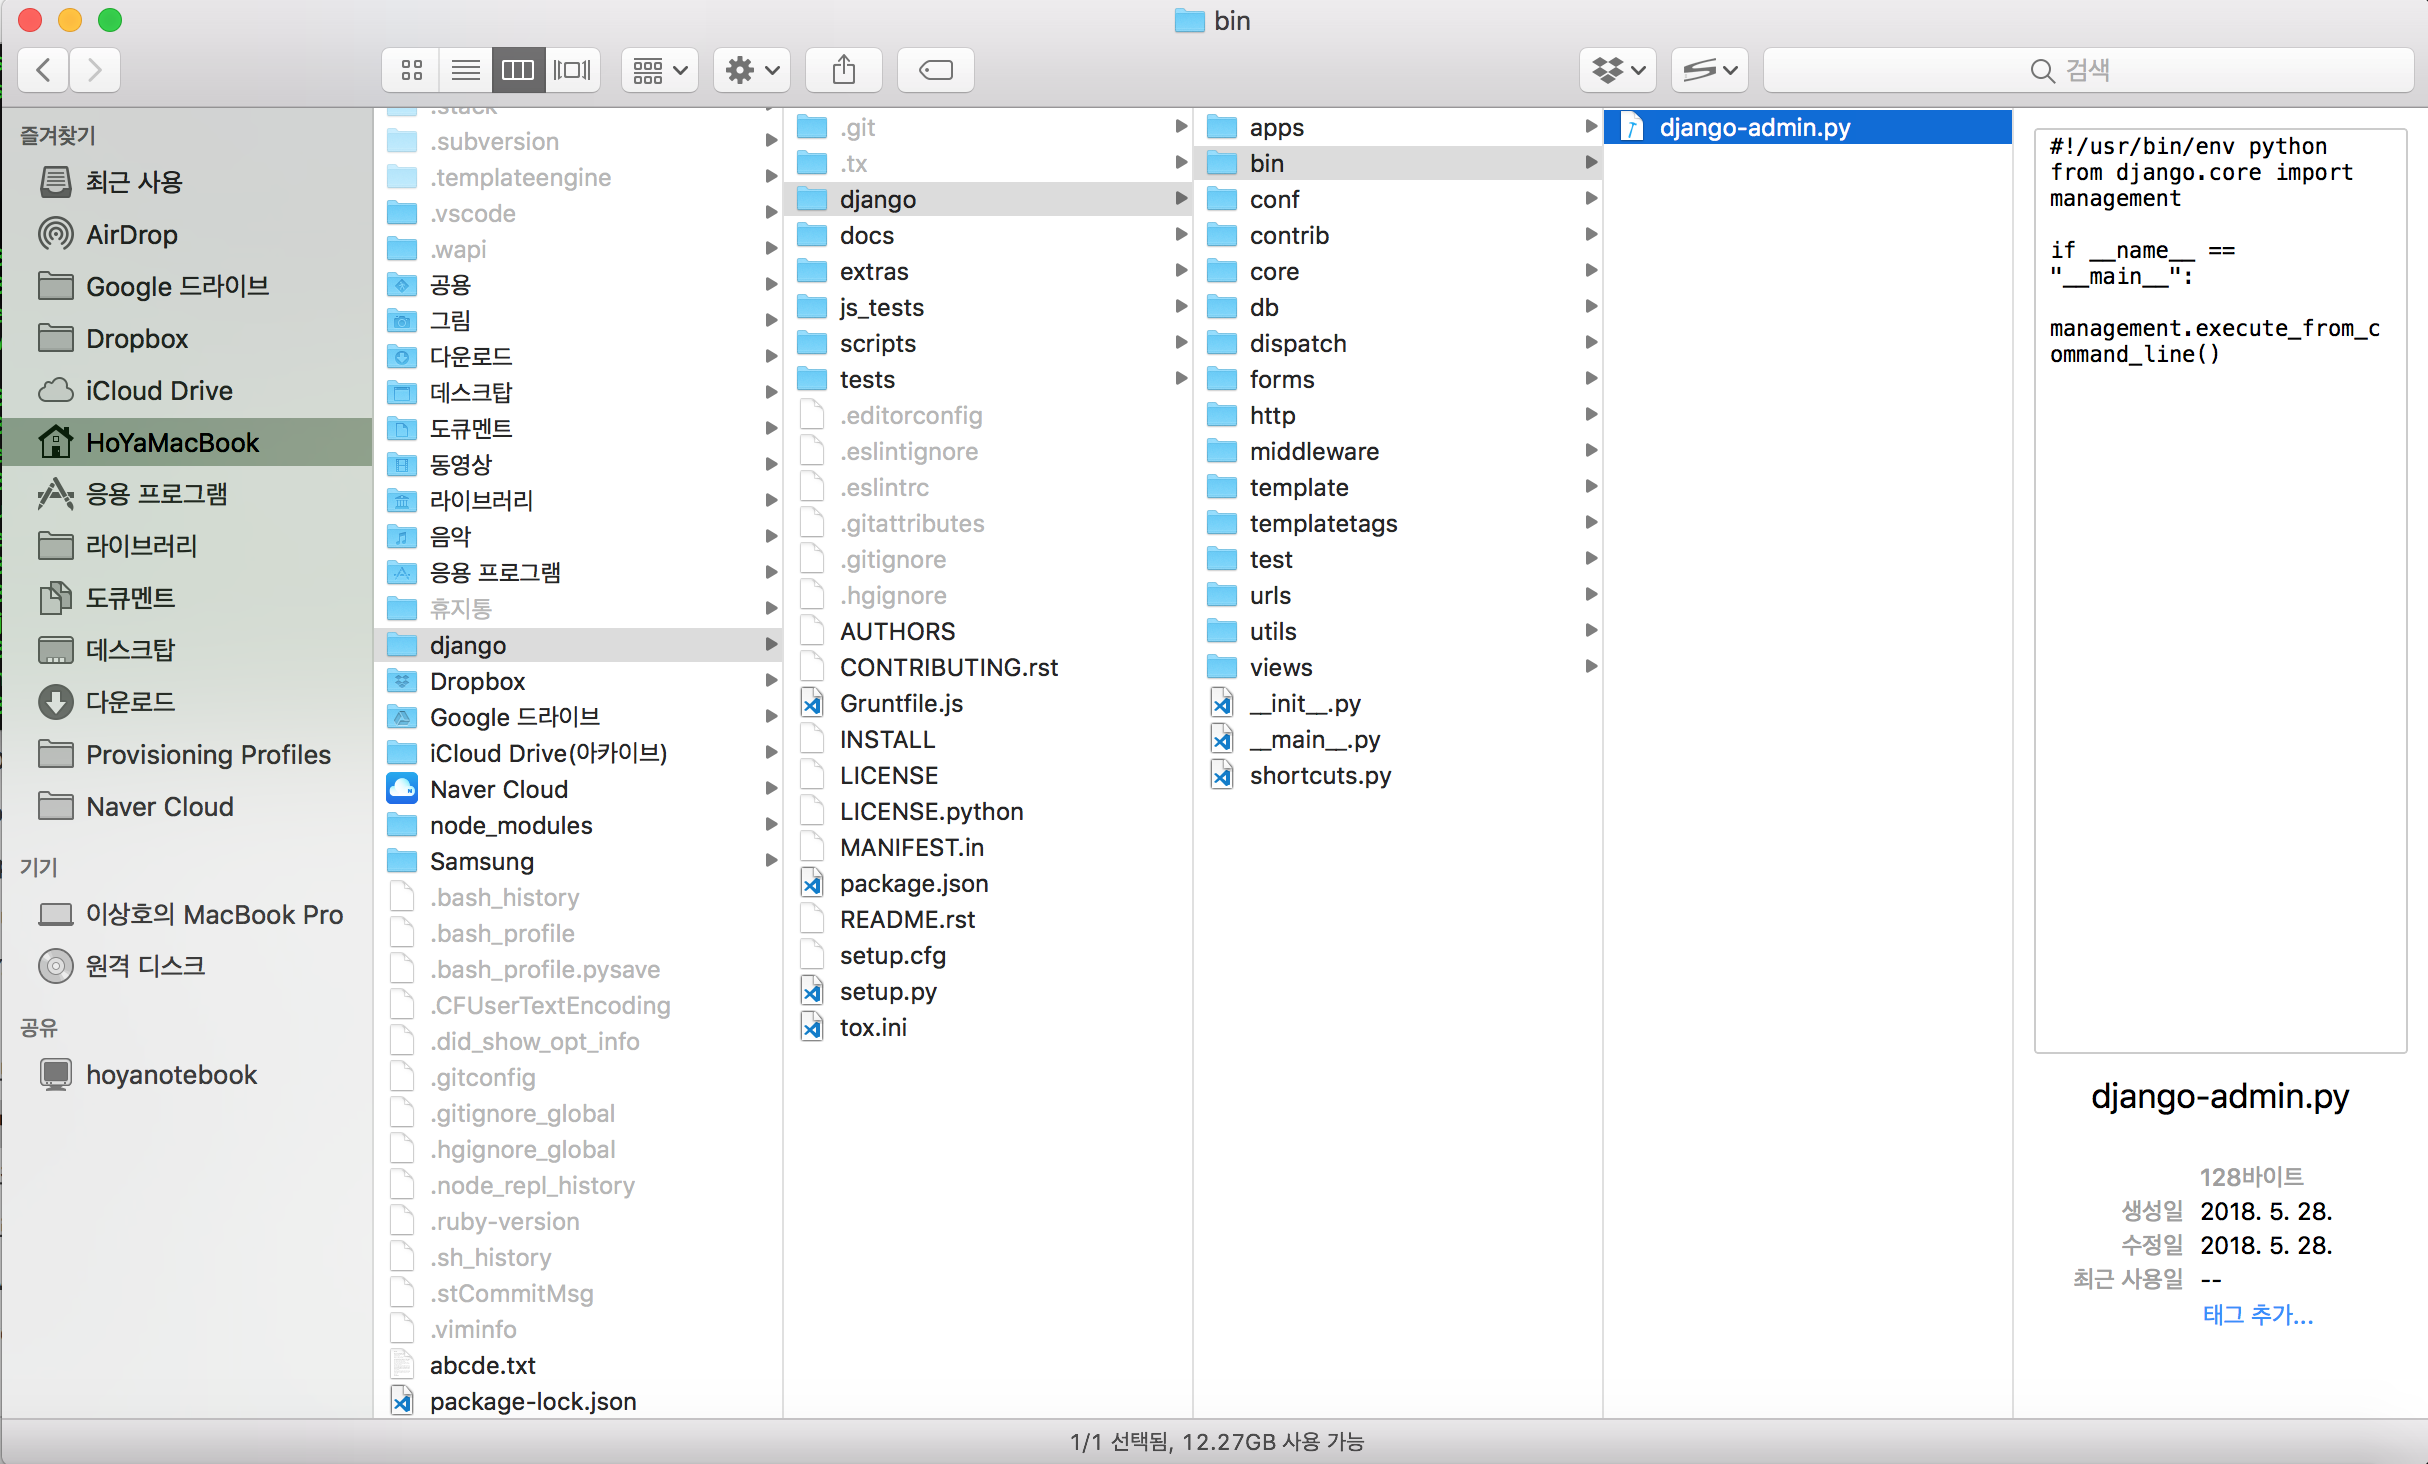 bin
검색
즐겨찾기
최근 사용
AirDrop
Google 드라이브
Dropbox
iCloud Drive
HoYaMacBook
응용 프로그램
라이브러리
도큐멘트
데스크탑
다운로드
Provisioning Profiles
Naver Cloud
기기
이상호의 MacBook Pro
원격 디스크
공유
hoyanotebook
.stack
.subversion
.templateengine
.vscode
.wapi
공용
그림
다운로드
데스크탑
도큐멘트
동영상
라이브러리
음악
응용 프로그램
휴지통
django
Dropbox
Google 드라이브
iCloud Drive(아카이브)
Naver Cloud
node_modules
Samsung
.bash_history
.bash_profile
.bash_profile.pysave
.CFUserTextEncoding
.did_show_opt_info
.gitconfig
.gitignore_global
.hgignore_global
.node_repl_history
.ruby-version
.sh_history
.stCommitMsg
.viminfo
abcde.txt
package-lock.json
.git
.tx
django
docs
extras
js_tests
scripts
tests
.editorconfig
.eslintignore
.eslintrc
.gitattributes
.gitignore
.hgignore
AUTHORS
CONTRIBUTING.rst
Gruntfile.js
INSTALL
LICENSE
LICENSE.python
MANIFEST.in
package.json
README.rst
setup.cfg
setup.py
tox.ini
apps
bin
conf
contrib
core
db
dispatch
forms
http
middleware
template
templatetags
test
urls
utils
views
__init__.py
__main__.py
shortcuts.py
django-admin.py
#!/usr/bin/env python
from django.core import
management
if __name__ ==
"__main__":
management.execute_from_c
ommand_line()
django-admin.py
128바이트
생성일 2018. 5. 28.
수정일 2018. 5. 28.
최근 사용일 --
태그 추가...
1/1 선택됨, 12.27GB 사용 가능